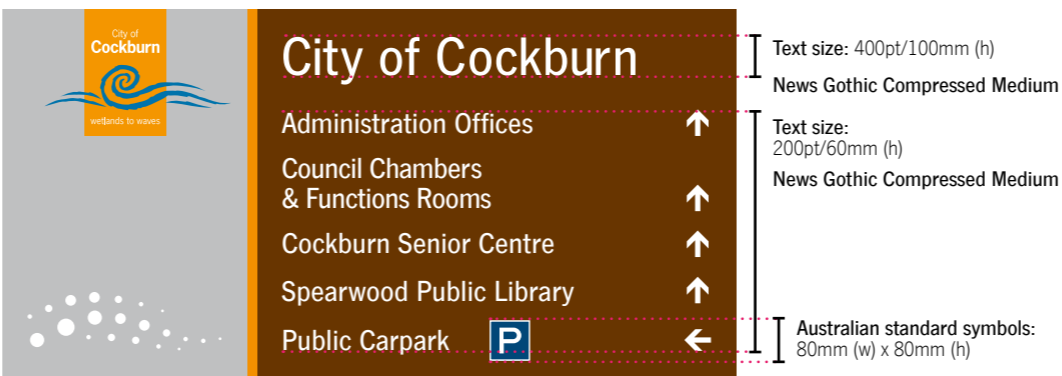 City of
Cockburn
wetlands to waves
City of Cockburn
Administration Offices
Council Chambers
& Functions Rooms
Cockburn Senior Centre
Spearwood Public Library
Public Carpark P
Text size: 400pt/100mm (h)
News Gothic Compressed Medium
Text size:
200pt/60mm (h)
News Gothic Compressed Medium
Australian standard symbols:
80mm (w) x 80mm (h)